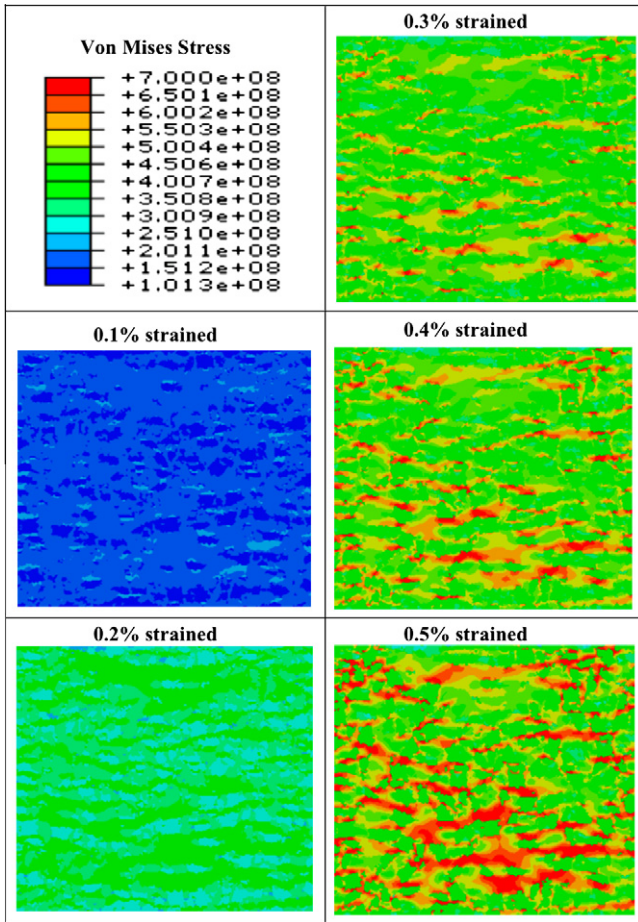 Von Mises Stress
+7.000e+08
+6.501e+08
+6.002e+08
+5.503e+08
+5.004e+08
+4.506e+08
+4.007e+08
+3.508e+08
+3.009e+08
+2.510e+08
+2.011e+08
+1.512e+08
+1.013e+08
0.3% strained
0.1% strained
0.4% strained
0.2% strained
0.5% strained